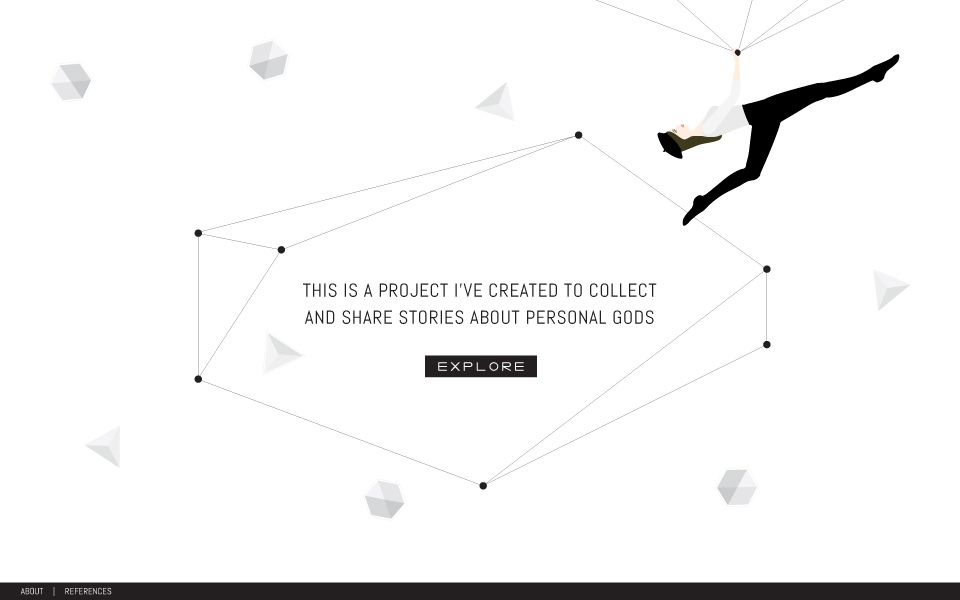 THIS IS A PROJECT I'VE CREATED TO COLLECT
AND SHARE STORIES ABOUT PERSONAL GODS
EXPLORE
ABOUT | REFERENCES